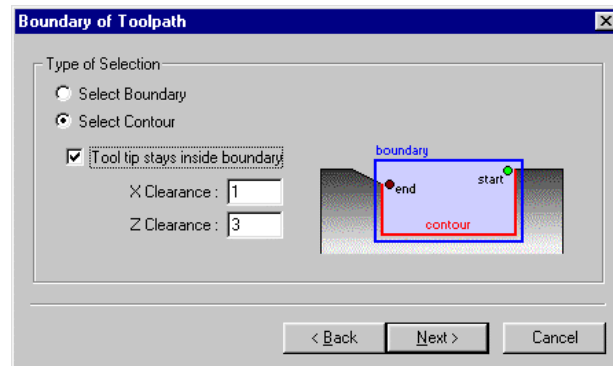 Boundary of Toolpath
Type of Selection
Select Boundary
Select Contour
Tool tip stays inside boundary
X Clearance : 1
Z Clearance : 3
boundary
end
start
contour
< Back
Next >
Cancel